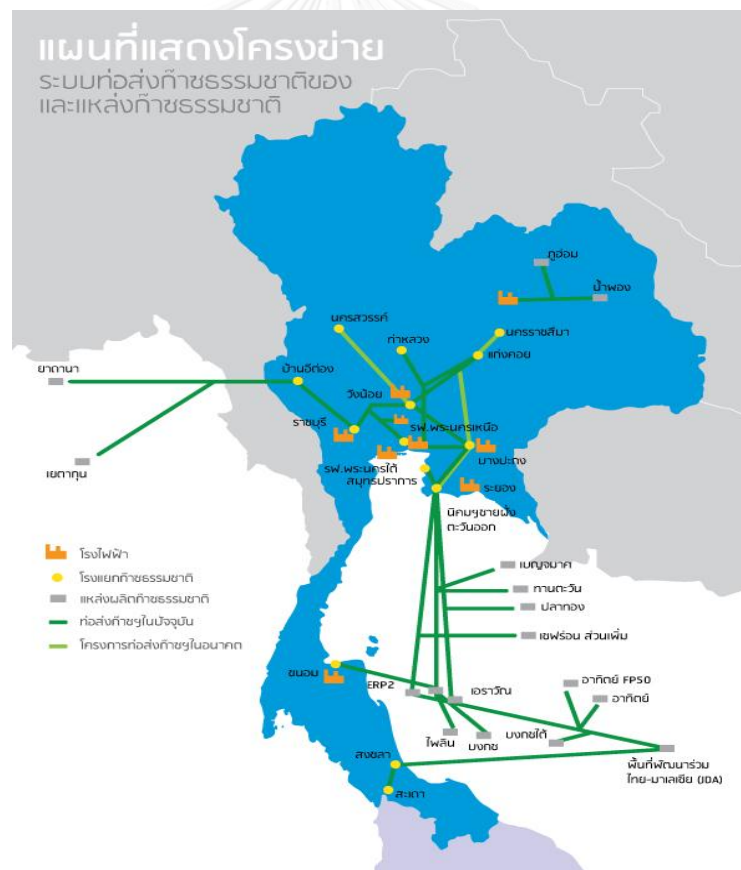 แผนที่แสดงโครงข่าย
ระบบท่อส่งก๊าซธรรมชาติของ
และแหล่งก๊าซธรรมชาติ
ภูฮ่อม
น้ำพอง
นครสวรรค์
ท่าหลวง
นครราชสีมา
แก่งคอย
ยาดานา
บ้านอีต่อง
วังน้อย
ราชบุรี
รฟ.พระนครเหนือ
เยตากุน
รฟ.พระนครใต้
สมุทรปราการ
บางปะกง
ระยอง
นิคมฯชายฝั่ง
ตะวันออก
โรงไฟฟ้า
โรงแยกก๊าซธรรมชาติ
แหล่งผลิตก๊าซธรรมชาติ
ท่อส่งก๊าซฯในปัจจุบัน
โครงการท่อส่งก๊าซฯในอนาคต
เบญจมาศ
ทานตะวัน
ปลาทอง
เชฟร่อน ส่วนเพิ่ม
ขนอม
ERP2
เอราวัณ
อาทิตย์ FPSO
อาทิตย์
ไพลิน
บงกช
บงกชใต้
สงขลา
พื้นที่พัฒนาร่วม
ไทย-มาเลเซีย (JDA)
สะเดา